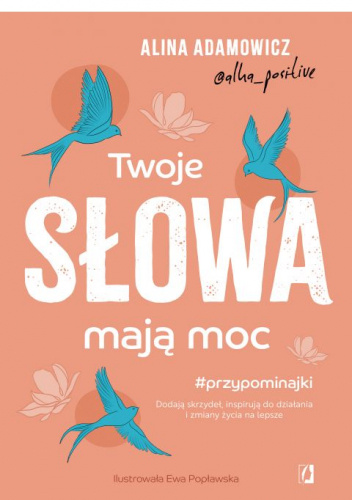 ALINA ADAMOWICZ
@alha_positive
Twoje
SŁOWA
mają moc
#przypominajki
Dodają skrzydeł, inspirują do działania
i zmiany życia na lepsze
Ilustrowała Ewa Popławska